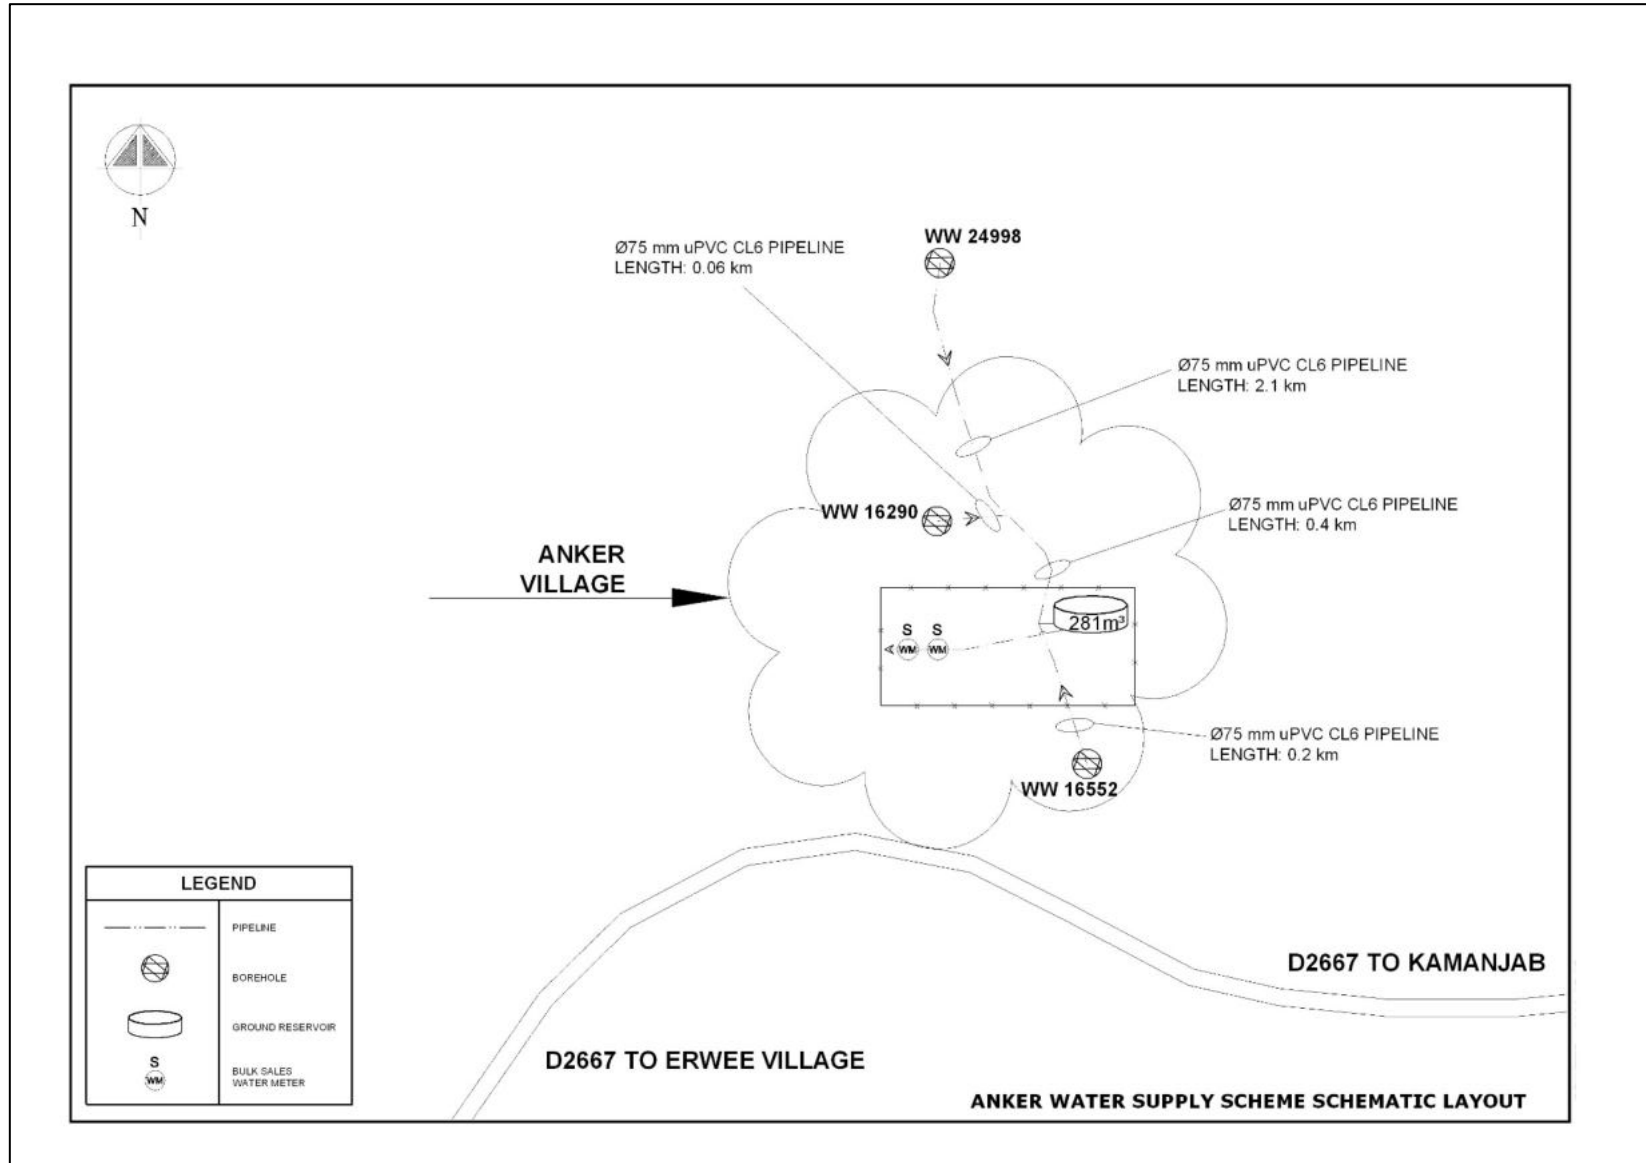 N
WW 24998
Ø75 mm uPVC CL6 PIPELINE
LENGTH: 0.06 km
Ø75 mm uPVC CL6 PIPELINE
LENGTH: 2.1 km
WW 16290
Ø75 mm uPVC CL6 PIPELINE
LENGTH: 0.4 km
ANKER
VILLAGE
281m³
S S
WM WM
Ø75 mm uPVC CL6 PIPELINE
LENGTH: 0.2 km
WW 16552
LEGEND
PIPELINE
BOREHOLE
GROUND RESERVOIR
S
WM
BULK SALES
WATER METER
D2667 TO KAMANJAB
D2667 TO ERWEE VILLAGE
ANKER WATER SUPPLY SCHEME SCHEMATIC LAYOUT